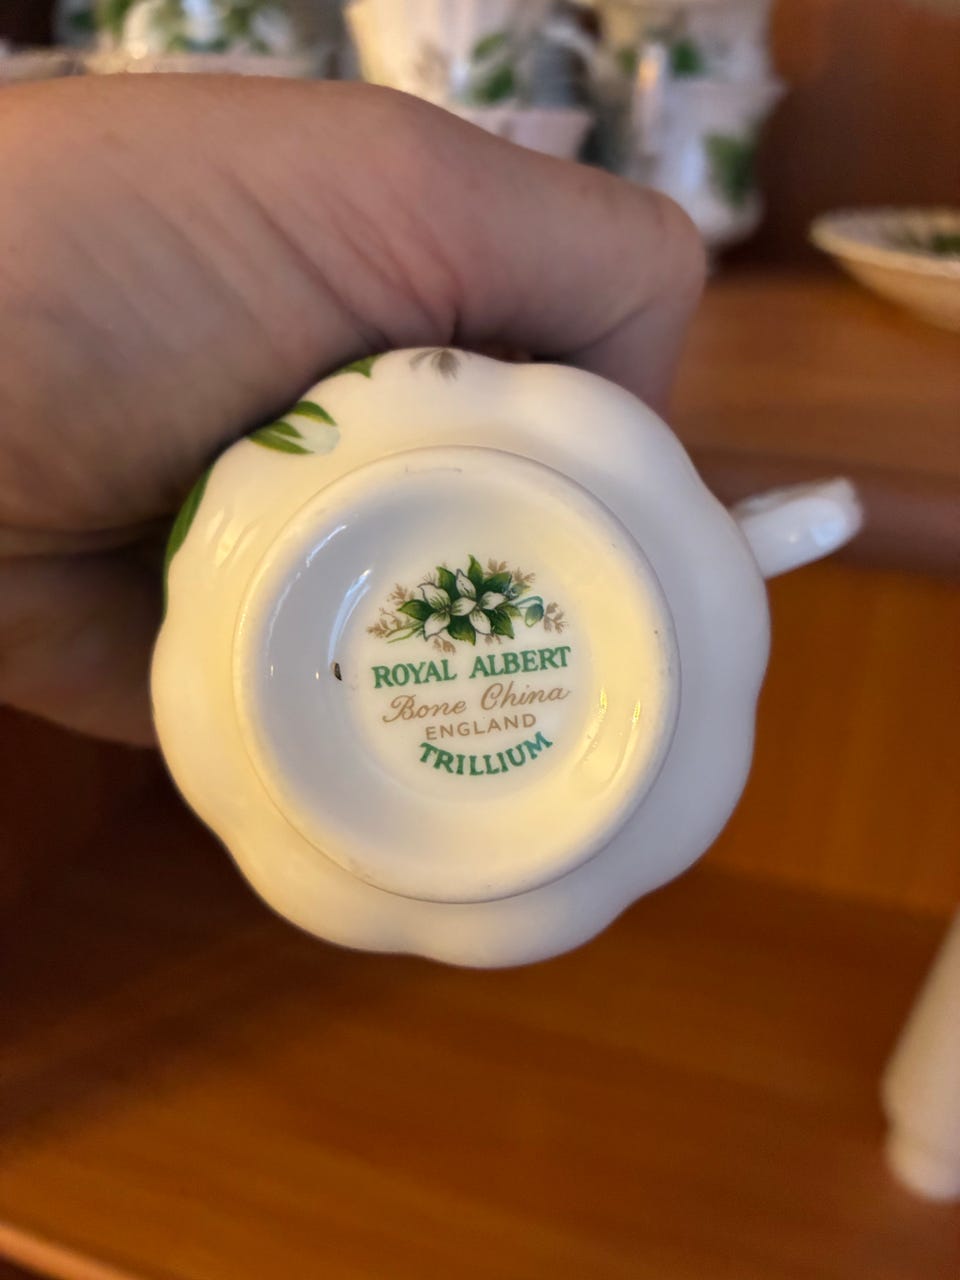 ROYAL ALBERT
Bone China
ENGLAND
TRILLIUM